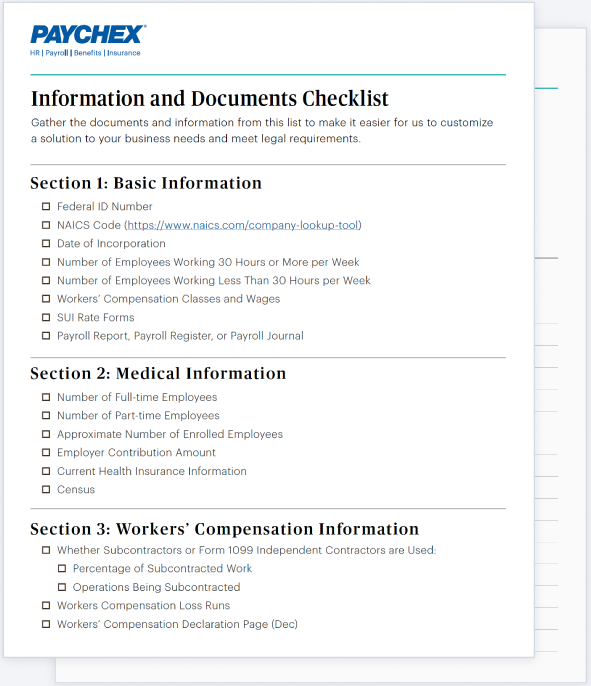 PAYCHEX®
HR | Payroll | Benefits | Insurance
Information and Documents Checklist
Gather the documents and information from this list to make it easier for us to customize
a solution to your business needs and meet legal requirements.
Section 1: Basic Information
Federal ID Number
NAICS Code (https://www.naics.com/company-lookup-tool)
Date of Incorporation
Number of Employees Working 30 Hours or More per Week
Number of Employees Working Less Than 30 Hours per Week
Workers’ Compensation Classes and Wages
SUI Rate Forms
Payroll Report, Payroll Register, or Payroll Journal
Section 2: Medical Information
Number of Full-time Employees
Number of Part-time Employees
Approximate Number of Enrolled Employees
Employer Contribution Amount
Current Health Insurance Information
Census
Section 3: Workers’ Compensation Information
Whether Subcontractors or Form 1099 Independent Contractors are Used:
Percentage of Subcontracted Work
Operations Being Subcontracted
Workers Compensation Loss Runs
Workers’ Compensation Declaration Page (Dec)